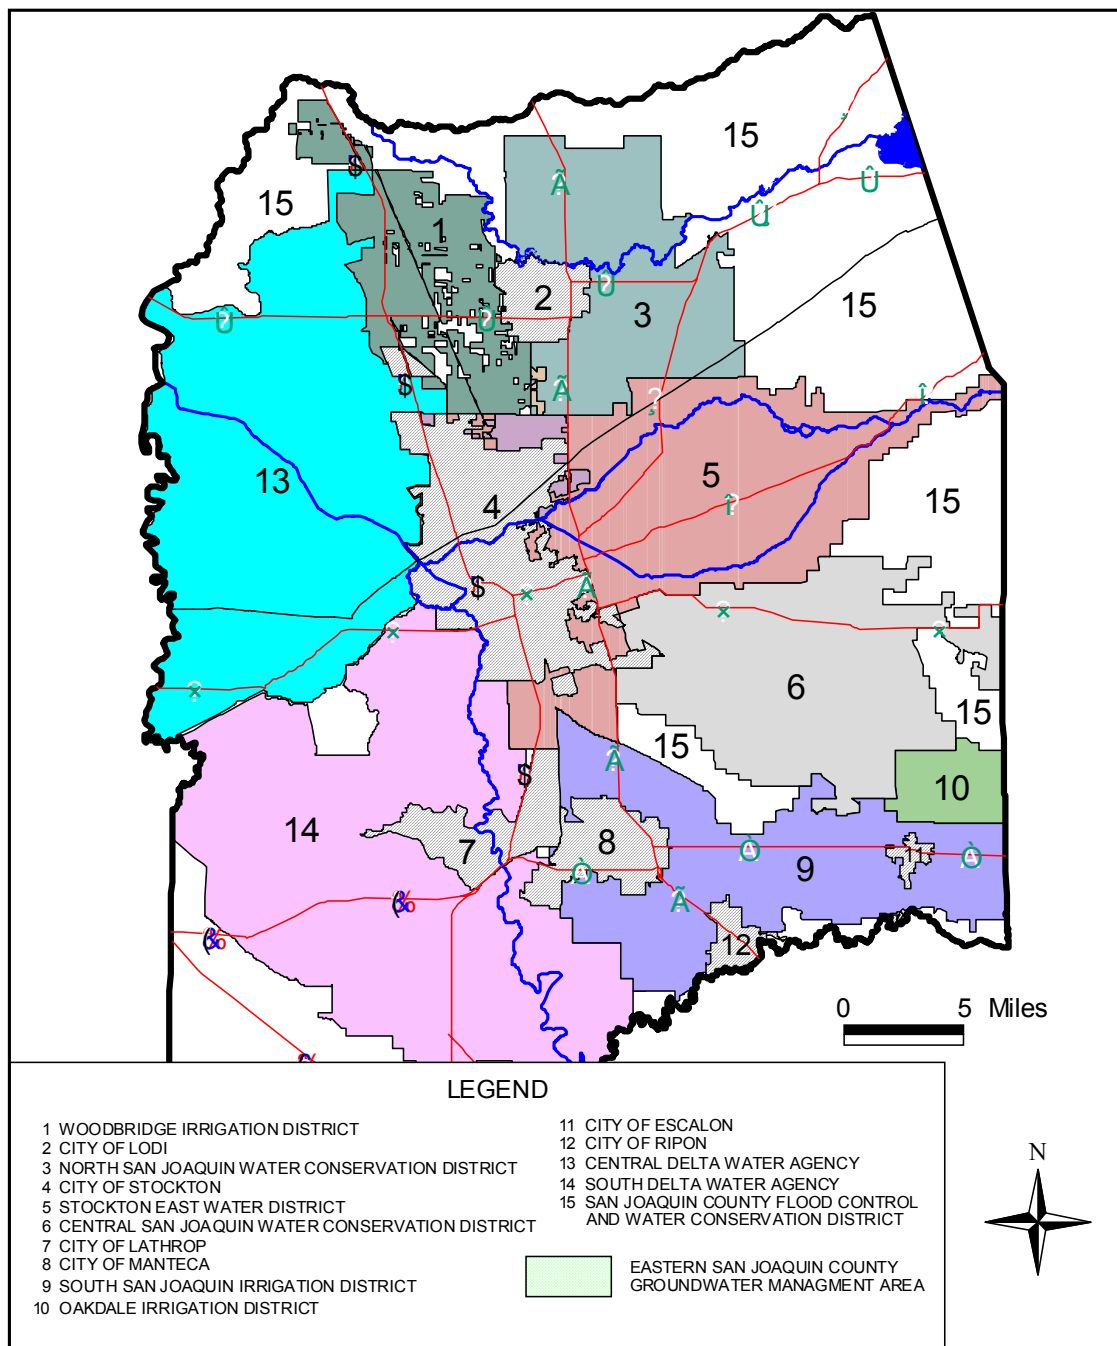 15
15
1
2
3
15
13
4
5
15
6
15
15
10
14
7
8
9
11
12
0 5 Miles
LEGEND
1 WOODBRIDGE IRRIGATION DISTRICT
2 CITY OF LODI
3 NORTH SAN JOAQUIN WATER CONSERVATION DISTRICT
4 CITY OF STOCKTON
5 STOCKTON EAST WATER DISTRICT
6 CENTRAL SAN JOAQUIN WATER CONSERVATION DISTRICT
7 CITY OF LATHROP
8 CITY OF MANTECA
9 SOUTH SAN JOAQUIN IRRIGATION DISTRICT
10 OAKDALE IRRIGATION DISTRICT
11 CITY OF ESCALON
12 CITY OF RIPON
13 CENTRAL DELTA WATER AGENCY
14 SOUTH DELTA WATER AGENCY
15 SAN JOAQUIN COUNTY FLOOD CONTROL
AND WATER CONSERVATION DISTRICT
EASTERN SAN JOAQUIN COUNTY
GROUNDWATER MANAGMENT AREA
N